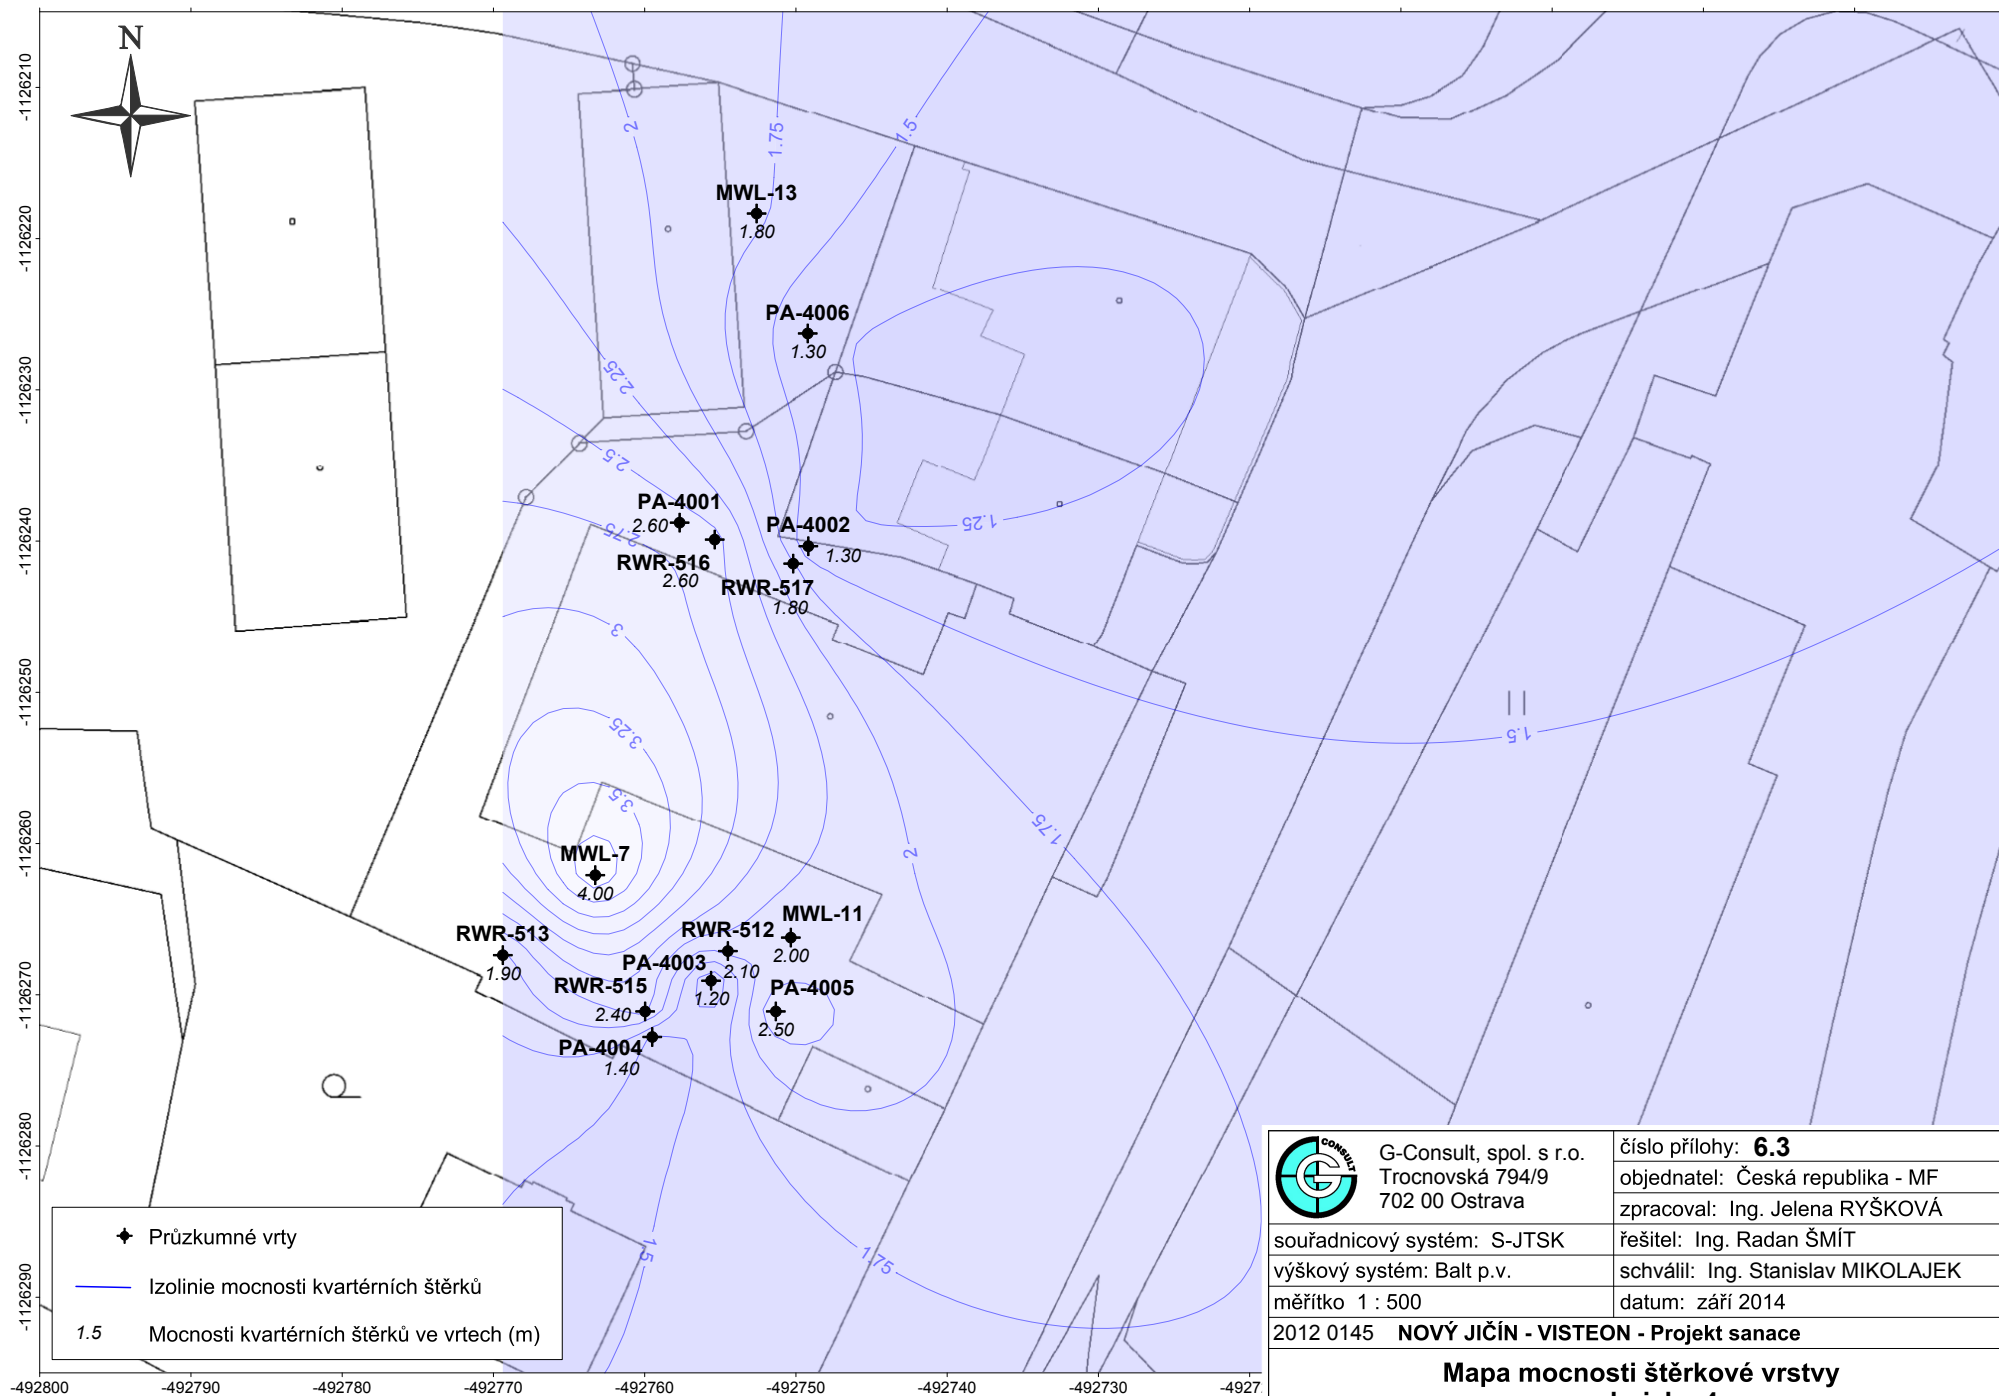 N
-1126210
-1126220
-1126230
-1126240
-1126250
-1126260
-1126270
-1126280
-1126290
-492800
-492790
-492780
-492770
-492760
-492750
-492740
-492730
2
1.75
1.5
MWL-13
1.80
PA-4006
1.30
2.25
2.5
2.75
PA-4001
2.60
RWR-516
2.60
PA-4002
1.30
RWR-517
1.80
1.25
3
3.25
3.5
1.5
1.75
2
MWL-7
4.00
RWR-513
1.90
RWR-512
2.10
MWL-11
2.00
PA-4003
1.20
RWR-515
2.40
PA-4005
2.50
PA-4004
1.40
1.5
1.75
Průzkumné vrty
Izolinie mocnosti kvartérních štěrků
1.5 Mocnosti kvartérních štěrků ve vrtech (m)
CONSULT
G
G-Consult, spol. s r.o.
Trocnovská 794/9
702 00 Ostrava
číslo přílohy: 6.3
objednatel: Česká republika - MF
zpracoval: Ing. Jelena RYŠKOVÁ
souřadnicový systém: S-JTSK
řešitel: Ing. Radan ŠMÍT
výškový systém: Balt p.v.
schválil: Ing. Stanislav MIKOLAJEK
měřítko 1 : 500
datum: září 2014
2012 0145 NOVÝ JIČÍN - VISTEON - Projekt sanace
Mapa mocnosti štěrkové vrstvy